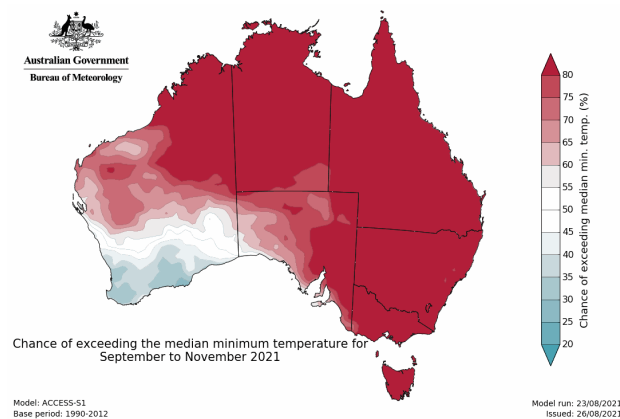 Australian Government
Bureau of Meteorology
80
75
70
65
60
55
50
45
40
35
30
25
20
Chance of exceeding median min. temp. (%)
Chance of exceeding the median minimum temperature for
September to November 2021
Model: ACCESS-S1
Base period: 1990-2012
Model run: 23/08/2021
Issued: 26/08/2021